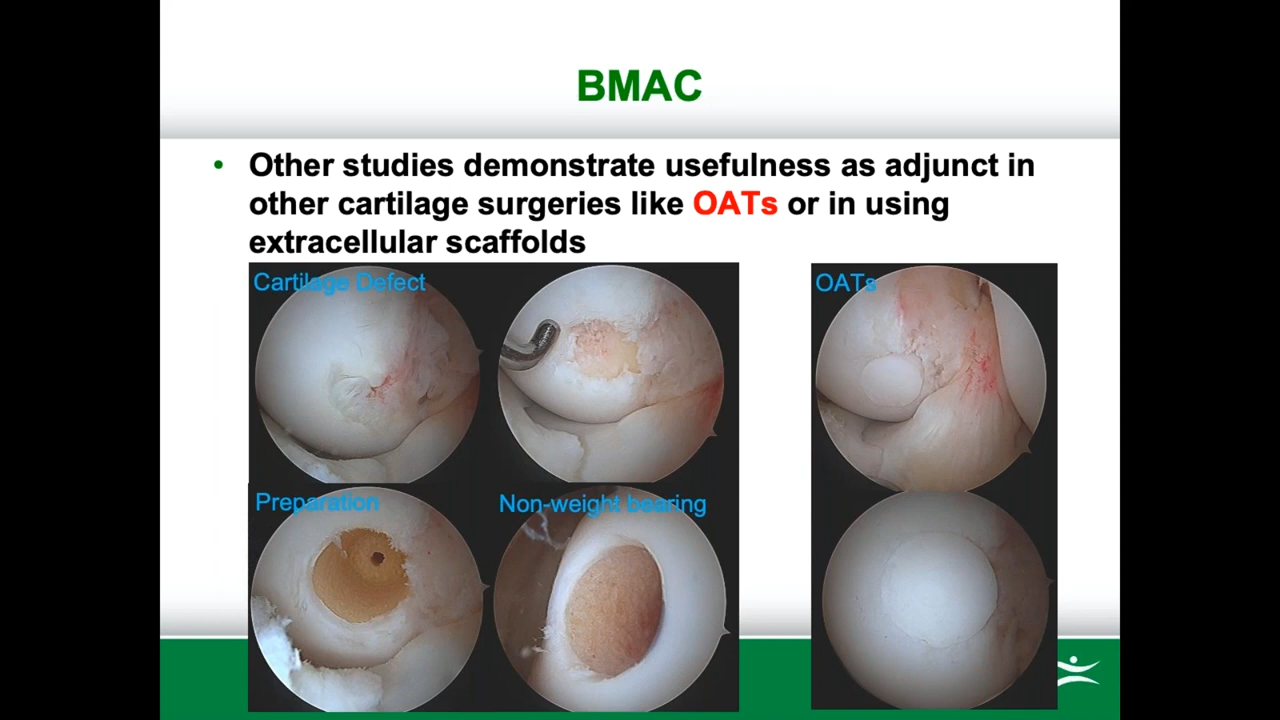 BMAC
• Other studies demonstrate usefulness as adjunct in
other cartilage surgeries like OATs or in using
extracellular scaffolds
Cartilage Defect
OATs
Preparation
Non-weight bearing